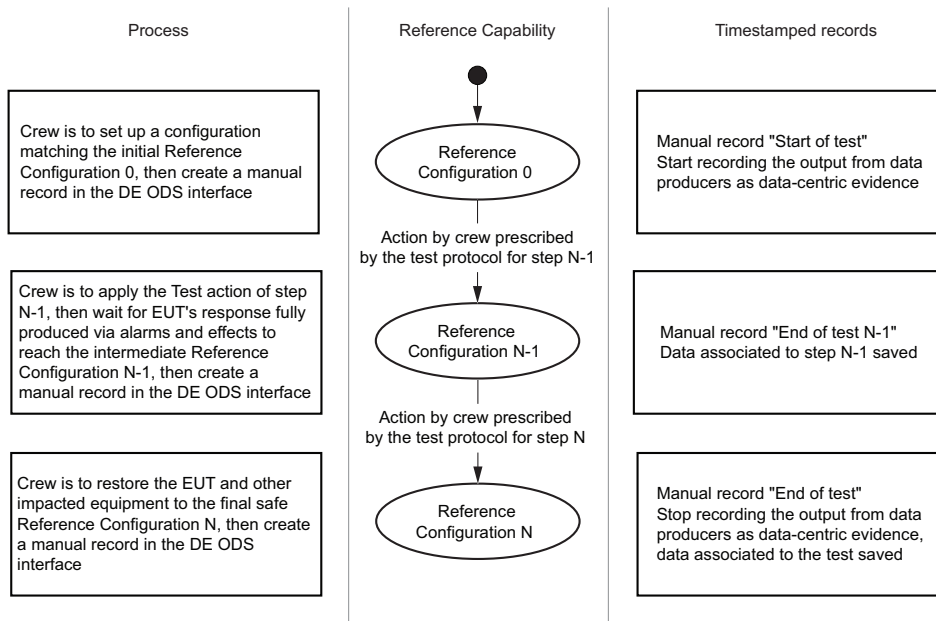 Process
Reference Capability
Timestamped records
Crew is to set up a configuration
matching the initial Reference
Configuration 0, then create a manual
record in the DE ODS interface
Reference
Configuration 0
Manual record "Start of test"
Start recording the output from data
producers as data-centric evidence
Action by crew prescribed
by the test protocol for step N-1
Crew is to apply the Test action of step
N-1, then wait for EUT's response fully
produced via alarms and effects to
reach the intermediate Reference
Configuration N-1, then create a
manual record in the DE ODS interface
Reference
Configuration N-1
Manual record "End of test N-1"
Data associated to step N-1 saved
Action by crew prescribed
by the test protocol for step N
Crew is to restore the EUT and other
impacted equipment to the final safe
Reference Configuration N, then create
a manual record in the DE ODS
interface
Reference
Configuration N
Manual record "End of test"
Stop recording the output from data
producers as data-centric evidence,
data associated to the test saved